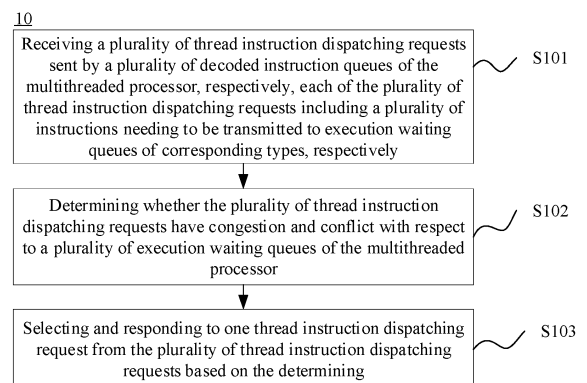 10
Receiving a plurality of thread instruction dispatching requests
sent by a plurality of decoded instruction queues of the
multithreaded processor, respectively, each of the plurality of
thread instruction dispatching requests including a plurality of
instructions needing to be transmitted to execution waiting
queues of corresponding types, respectively
S101
Determining whether the plurality of thread instruction
dispatching requests have congestion and conflict with respect
to a plurality of execution waiting queues of the multithreaded
processor
S102
Selecting and responding to one thread instruction dispatching
request from the plurality of thread instruction dispatching
requests based on the determining
S103